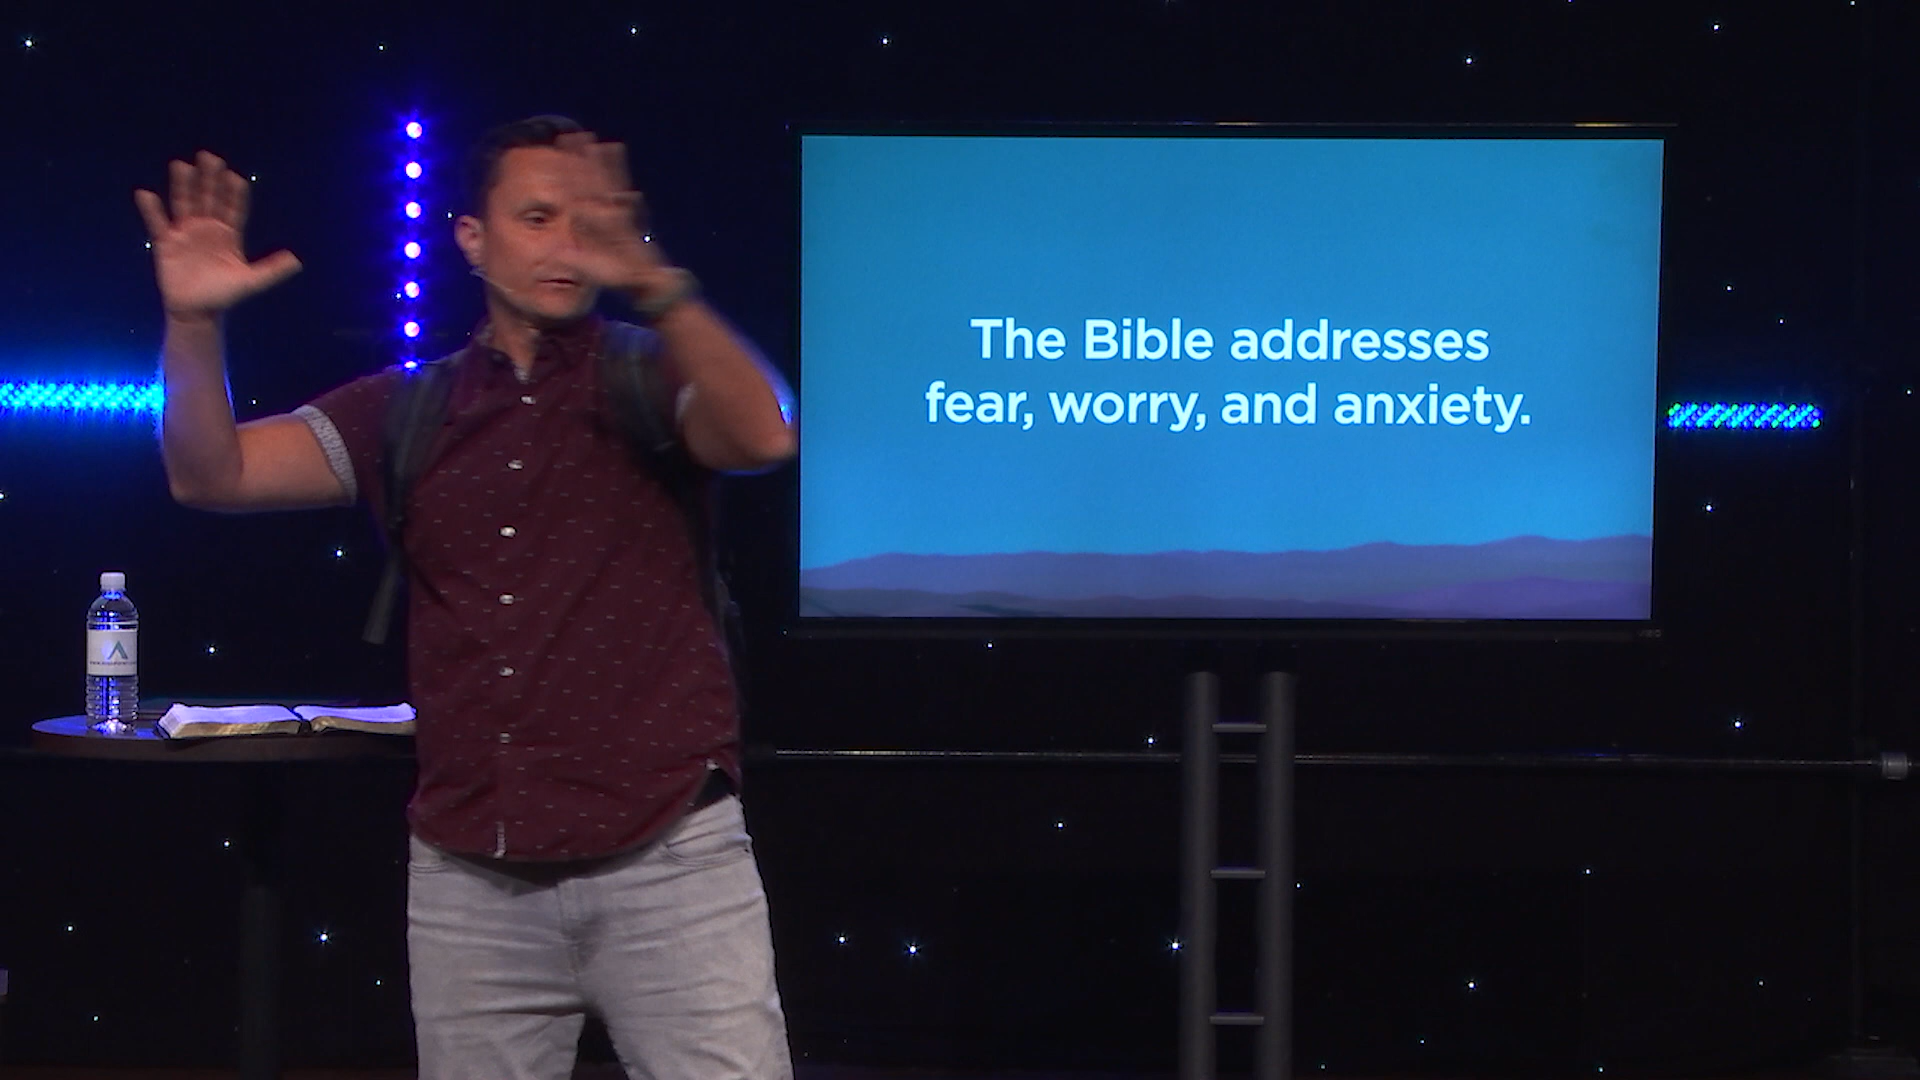 The Bible addresses
fear, worry, and anxiety.